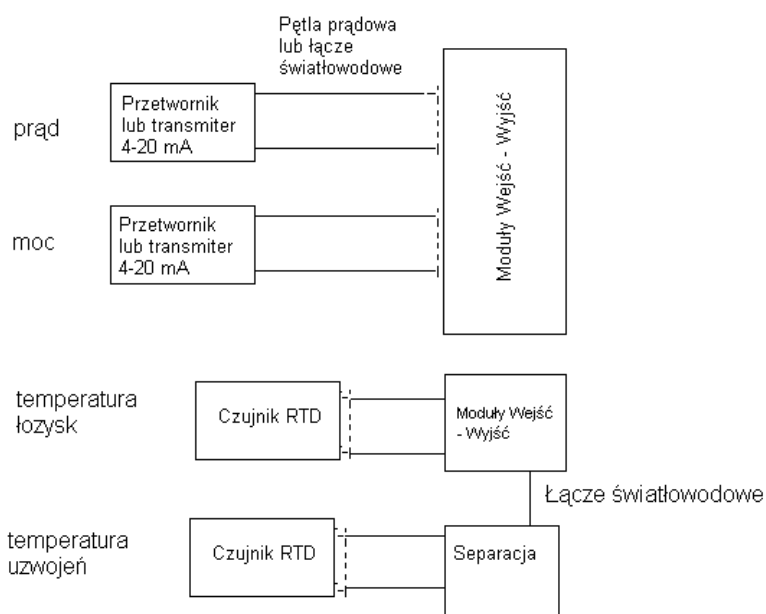 Pętla prądowa
lub łącze
światłowodowe
prąd
Przetwornik
lub transmiter
4-20 mA
Moduły Wejść - Wyjść
moc
Przetwornik
lub transmiter
4-20 mA
temperatura
łozysk
Czujnik RTD
Moduły Wejść
- Wyjść
Łącze światłowodowe
temperatura
uzwojeń
Czujnik RTD
Separacja